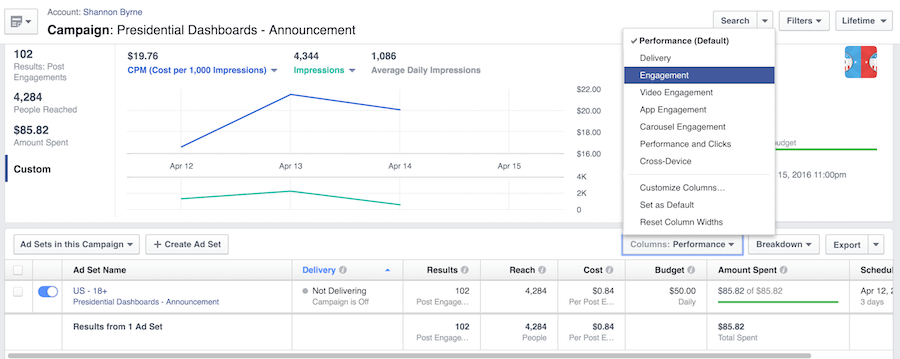 Account: Shannon Byrne
Campaign: Presidential Dashboards - Announcement
Search
Filters
Lifetime
102
Results: Post
Engagements
4,284
People Reached
$85.82
Amount Spent
Custom
$19.76
CPM (Cost per 1,000 Impressions)
4,344
Impressions
1,086
Average Daily Impressions
$22.00
$20.00
$18.00
$16.00
Apr 12
Apr 13
Apr 14
Apr 15
4K
2K
0
Performance (Default)
Delivery
Engagement
Video Engagement
App Engagement
Carousel Engagement
Performance and Clicks
Cross-Device
Customize Columns...
Set as Default
Reset Column Widths
udget
15, 2016 11:00pm
Ad Sets in this Campaign
+ Create Ad Set
Columns: Performance
Breakdown
Export
Ad Set Name
Delivery
Results
Reach
Cost
Budget
Amount Spent
Schedul
US - 18+
Presidential Dashboards - Announcement
Not Delivering
Campaign is Off
102
Post Engage...
4,284
$0.84
Per Post E...
$50.00
Daily
$85.82 of $85.82
Apr 12, 2
3 days
Results from 1 Ad Set
102
Post Engage...
4,284
People
$0.84
Per Post E...
$85.82
Total Spent